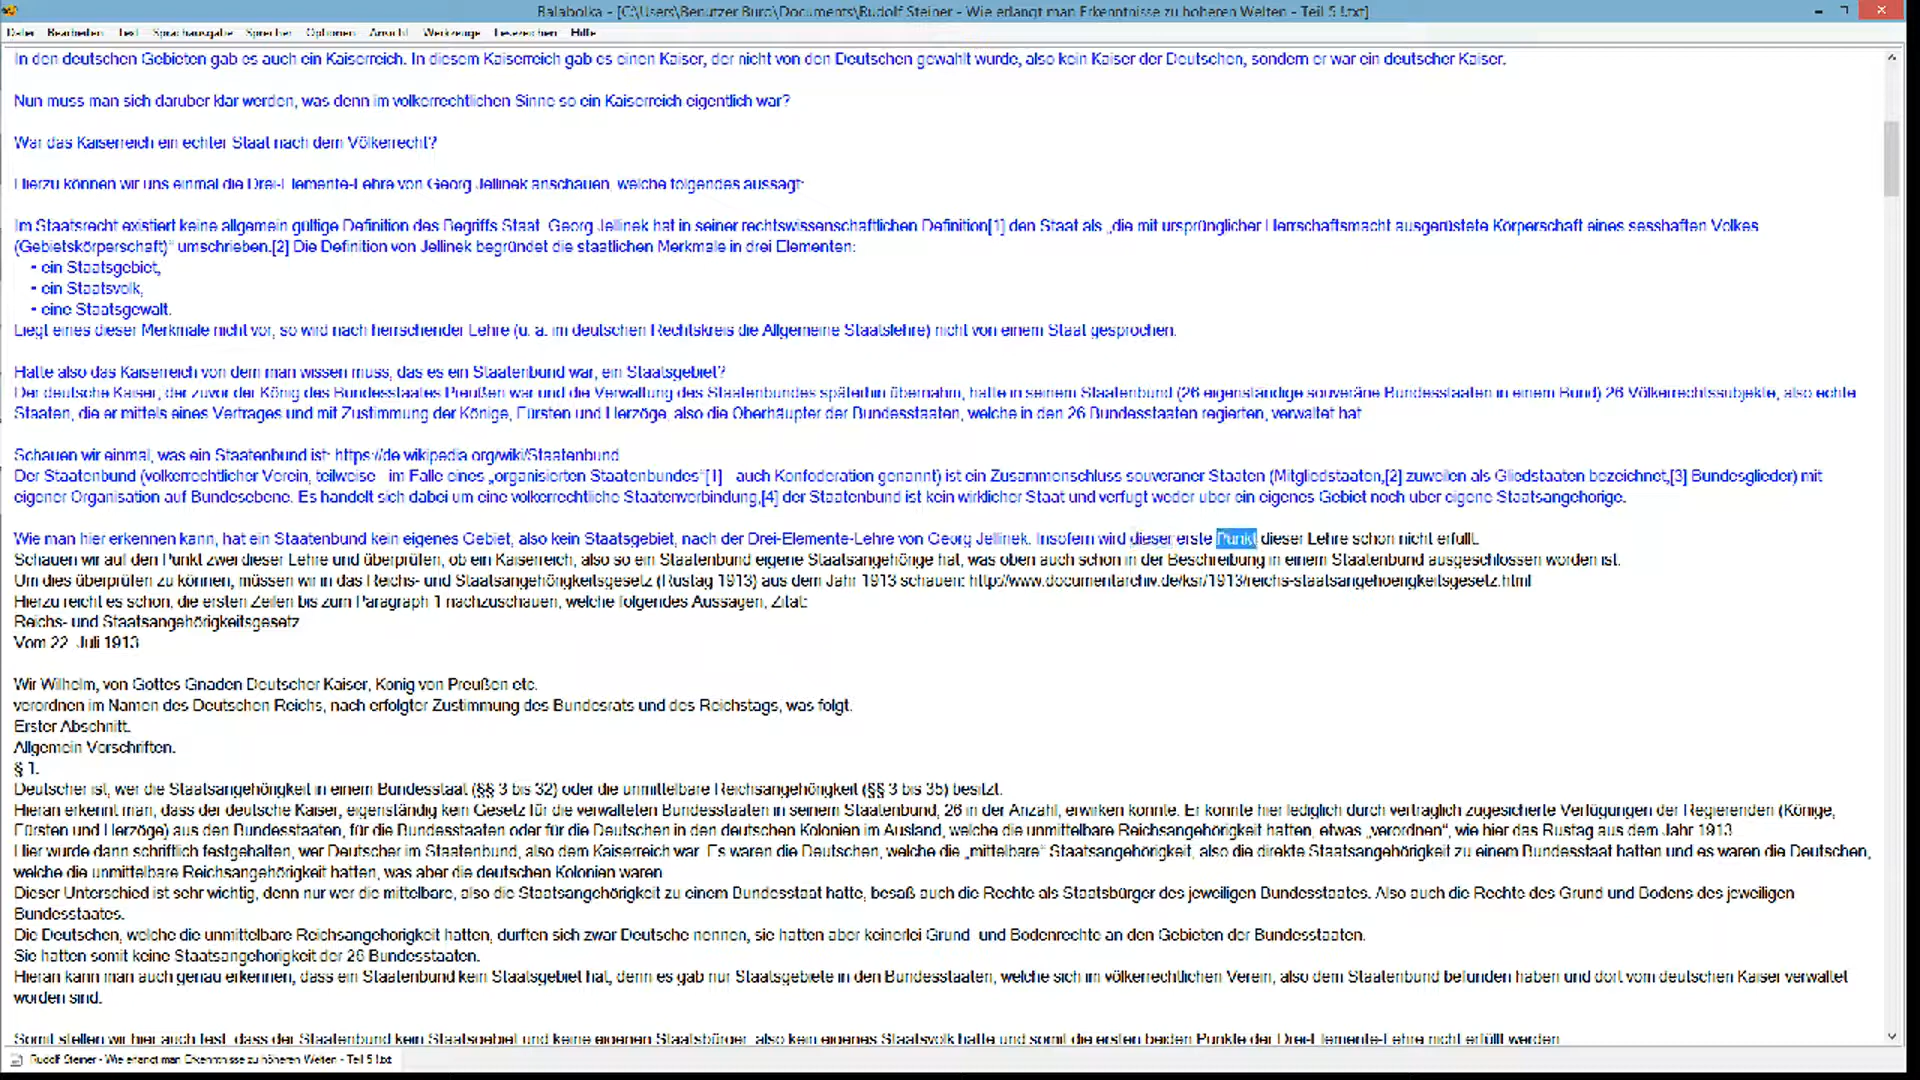 Balabolka - [C:\Users\Benutzer Büro\Documents\Rudolf Steiner - Wie erlangt man Erkenntnisse zu höheren Welten - Teil 5 !.txt]
Datei Bearbeiten Text Sprachausgabe Sprecher Optionen Ansicht Werkzeuge Lesezeichen Hilfe
In den deutschen Gebieten gab es auch ein Kaiserreich. In diesem Kaiserreich gab es einen Kaiser, der nicht von den Deutschen gewählt wurde, also kein Kaiser der Deutschen, sondern er war ein deutscher Kaiser.
Nun muss man sich darüber klar werden, was denn im völkerrechtlichen Sinne so ein Kaiserreich eigentlich war?
War das Kaiserreich ein echter Staat nach dem Völkerrecht?
Hierzu können wir uns einmal die Drei-Elemente-Lehre von Georg Jellinek anschauen, welche folgendes aussagt:
Im Staatsrecht existiert keine allgemein gültige Definition des Begriffs Staat. Georg Jellinek hat in seiner rechtswissenschaftlichen Definition[1] den Staat als „die mit ursprünglicher Herrschaftsmacht ausgerüstete Körperschaft eines sesshaften Volkes
(Gebietskörperschaft)“ umschrieben.[2] Die Definition von Jellinek begründet die staatlichen Merkmale in drei Elementen:
• ein Staatsgebiet,
• ein Staatsvolk,
• eine Staatsgewalt.
Liegt eines dieser Merkmale nicht vor, so wird nach herrschender Lehre (u. a. im deutschen Rechtskreis die Allgemeine Staatslehre) nicht von einem Staat gesprochen.
Hatte also das Kaiserreich von dem man wissen muss, das es ein Staatenbund war, ein Staatsgebiet?
Der deutsche Kaiser, der zuvor der König des Bundesstaates Preußen war und die Verwaltung des Staatenbundes späterhin übernahm, hatte in seinem Staatenbund (26 eigenständige souveräne Bundesstaaten in einem Bund) 26 Völkerrechtssubjekte, also echte
Staaten, die er mittels eines Vertrages und mit Zustimmung der Könige, Fürsten und Herzöge, also die Oberhäupter der Bundesstaaten, welche in den 26 Bundesstaaten regierten, verwaltet hat.
Schauen wir einmal, was ein Staatenbund ist: https://de.wikipedia.org/wiki/Staatenbund
Der Staatenbund (völkerrechtlicher Verein, teilweise - im Falle eines „organisierten Staatenbundes“[1] - auch Konföderation genannt) ist ein Zusammenschluss souveräner Staaten (Mitgliedstaaten,[2] zuweilen als Gliedstaaten bezeichnet,[3] Bundesglieder) mit
eigener Organisation auf Bundesebene. Es handelt sich dabei um eine völkerrechtliche Staatenverbindung,[4] der Staatenbund ist kein wirklicher Staat und verfügt weder über ein eigenes Gebiet noch über eigene Staatsangehörige.
Wie man hier erkennen kann, hat ein Staatenbund kein eigenes Gebiet, also kein Staatsgebiet, nach der Drei-Elemente-Lehre von Georg Jellinek. Insofern wird dieser erste Punkt dieser Lehre schon nicht erfüllt.
Schauen wir auf den Punkt zwei dieser Lehre und überprüfen, ob ein Kaiserreich, also so ein Staatenbund eigene Staatsangehörige hat, was oben auch schon in der Beschreibung in einem Staatenbund ausgeschlossen worden ist.
Um dies überprüfen zu können, müssen wir in das Reichs- und Staatsangehörigkeitsgesetz (Rustag 1913) aus dem Jahr 1913 schauen: http://www.documentarchiv.de/ksr/1913/reichs-staatsangehoerigkeitsgesetz.html
Hierzu reicht es schon, die ersten Zeilen bis zum Paragraph 1 nachzuschauen, welche folgendes Aussagen, Zitat:
Reichs- und Staatsangehörigkeitsgesetz
Vom 22. Juli 1913
Wir Wilhelm, von Gottes Gnaden Deutscher Kaiser, König von Preußen etc.
verordnen im Namen des Deutschen Reichs, nach erfolgter Zustimmung des Bundesrats und des Reichstags, was folgt.
Erster Abschnitt.
Allgemein Vorschriften.
§ 1.
Deutscher ist, wer die Staatsangehörigkeit in einem Bundesstaat (§§ 3 bis 32) oder die unmittelbare Reichsangehörigkeit (§§ 3 bis 35) besitzt.
Hieran erkennt man, dass der deutsche Kaiser, eigenständig kein Gesetz für die verwalteten Bundesstaaten in seinem Staatenbund, 26 in der Anzahl, erwirken konnte. Er konnte hier lediglich durch vertraglich zugesicherte Verfügungen der Regierenden (Könige,
Fürsten und Herzöge) aus den Bundesstaaten, für die Bundesstaaten oder für die Deutschen in den deutschen Kolonien im Ausland, welche die unmittelbare Reichsangehörigkeit hatten, etwas „verordnen“, wie hier das Rustag aus dem Jahr 1913.
Hier wurde dann schriftlich festgehalten, wer Deutscher im Staatenbund, also dem Kaiserreich war. Es waren die Deutschen, welche die „mittelbare“ Staatsangehörigkeit, also die direkte Staatsangehörigkeit zu einem Bundesstaat hatten und es waren die Deutschen,
welche die unmittelbare Reichsangehörigkeit hatten, was aber die deutschen Kolonien waren.
Dieser Unterschied ist sehr wichtig, denn nur wer die mittelbare, also die Staatsangehörigkeit zu einem Bundesstaat hatte, besaß auch die Rechte als Staatsbürger des jeweiligen Bundesstaates. Also auch die Rechte des Grund und Bodens des jeweiligen
Bundesstaates.
Die Deutschen, welche die unmittelbare Reichsangehörigkeit hatten, durften sich zwar Deutsche nennen, sie hatten aber keinerlei Grund- und Bodenrechte an den Gebieten der Bundesstaaten.
Sie hatten somit keine Staatsangehörigkeit der 26 Bundesstaaten.
Hieran kann man auch genau erkennen, dass ein Staatenbund kein Staatsgebiet hat, denn es gab nur Staatsgebiete in den Bundesstaaten, welche sich im völkerrechtlichen Verein, also dem Staatenbund befunden haben und dort vom deutschen Kaiser verwaltet
worden sind.
Somit stellen wir hier auch fest, dass der Staatenbund kein Staatsgebiet und keine eigenen Staatsbürger, also kein eigenes Staatsvolk hatte und somit die ersten beiden Punkte der Drei-Elemente-Lehre nicht erfüllt werden
Rudolf Steiner - Wie erlangt man Erkenntnisse zu höheren Welten - Teil 5 !.txt